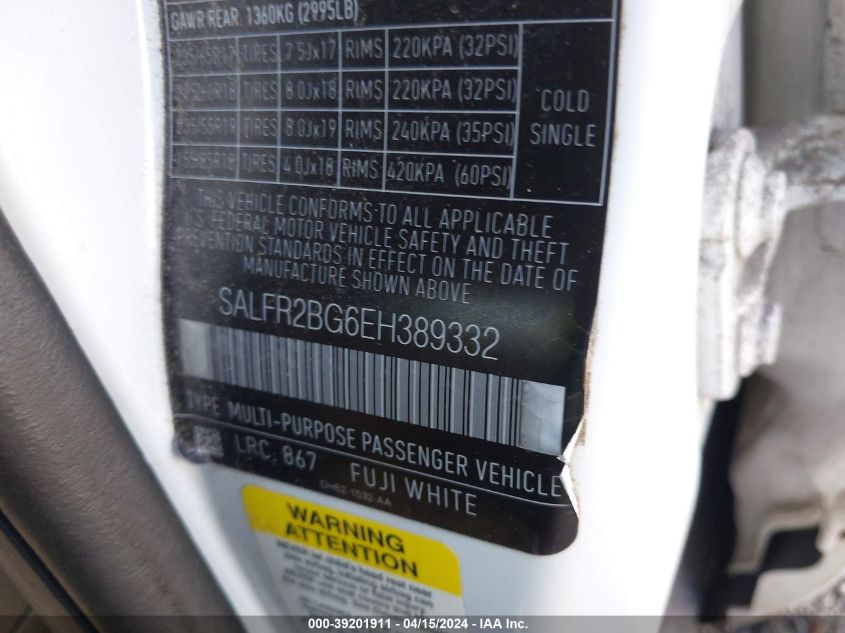 GAWR REAR 1360KG (2995LB)
TIRES 7.5Jx17 RIMS 220KPA (32PSI)
TIRES 8.0Jx18 RIMS 220KPA (32PSI)
TIRES 8.0Jx19 RIMS 240KPA (35PSI)
TIRES 4.0Jx18 RIMS 420KPA (60PSI)
COLD
SINGLE
THIS VEHICLE CONFORMS TO ALL APPLICABLE
U.S. FEDERAL MOTOR VEHICLE SAFETY AND THEFT
PREVENTION STANDARDS IN EFFECT ON THE DATE OF
MANUFACTURE SHOWN ABOVE
SALFR2BG6EH389332
TYPE: MULTI-PURPOSE PASSENGER VEHICLE
LRC 867 FUJI WHITE
DH52-1532-AA
WARNING
ATTENTION
000-39201911 - 04/15/2024 - IAA Inc.